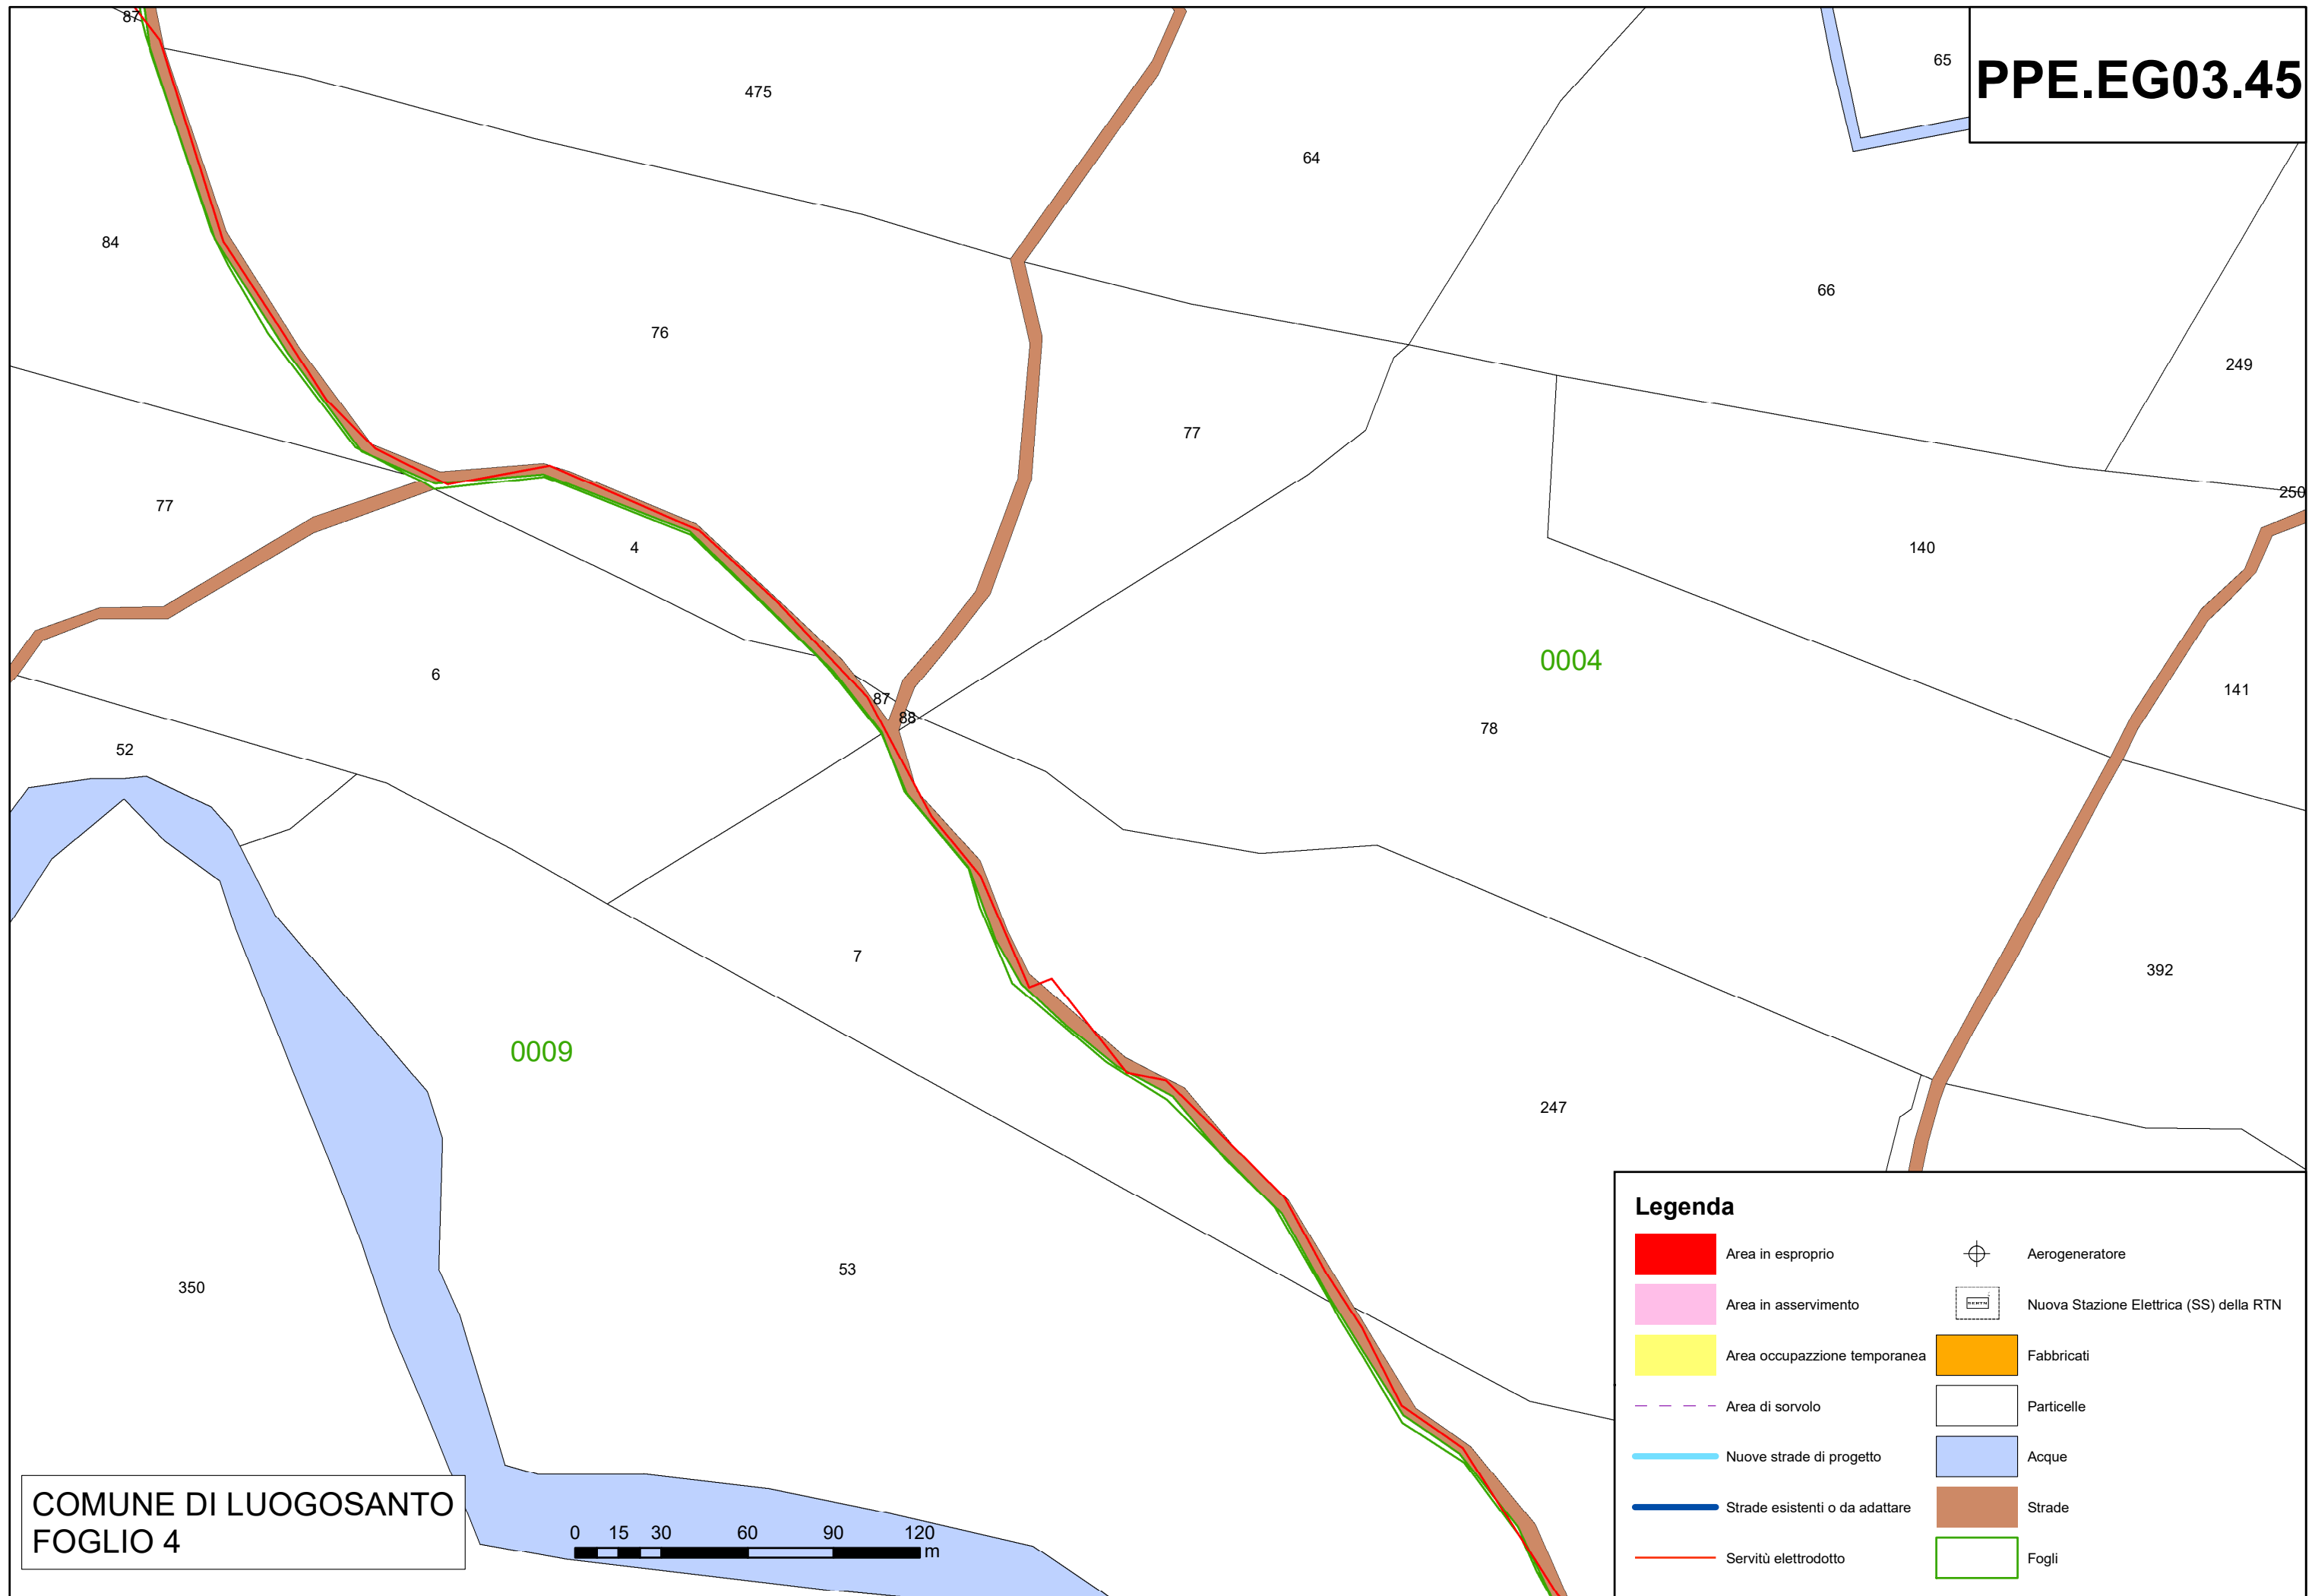 87
475
65
PPE.EG03.45
64
84
66
76
249
77
77
250
4
140
0004
6
87
141
88
78
52
7
392
0009
247
350
53
Legenda
Area in esproprio
Aerogeneratore
Area in asservimento
Nuova Stazione Elettrica (SS) della RTN
Area occupazzione temporanea
Fabbricati
Area di sorvolo
Particelle
Nuove strade di progetto
Acque
Strade esistenti o da adattare
Strade
Servitù elettrodotto
Fogli
COMUNE DI LUOGOSANTO
FOGLIO 4
0 15 30 60 90 120
m